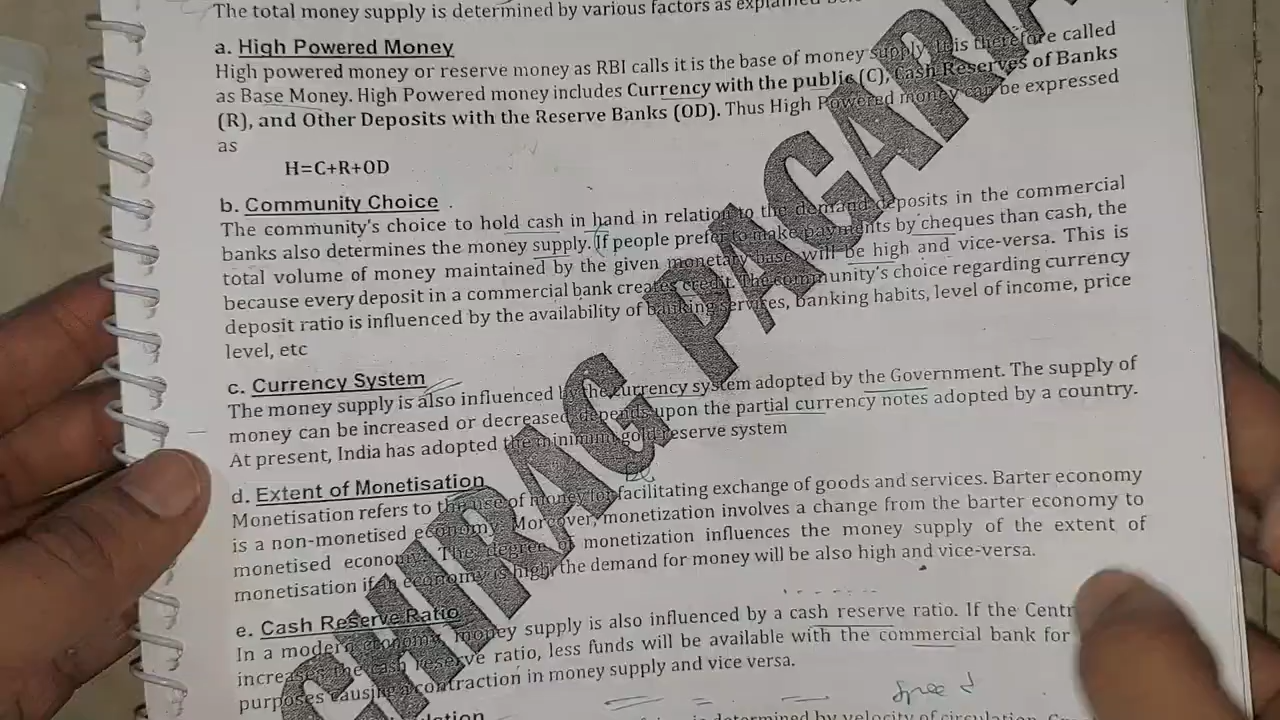 The total money supply is determined by various factors as explained
a. High Powered Money
High powered money or reserve money as RBI calls it is the base of money supply. It is therefore called
as Base Money. High Powered money includes Currency with the public (C), Cash Reserves of Banks
(R), and Other Deposits with the Reserve Banks (OD). Thus High Powered money can be expressed
as
H=C+R+OD
b. Community Choice
The community's choice to hold cash in hand in relation to the demand deposits in the commercial
banks also determines the money supply. If people prefer to make payments by cheques than cash, the
total volume of money maintained by the given monetary base will be high and vice-versa. This is
because every deposit in a commercial bank creates credit. The community's choice regarding currency
deposit ratio is influenced by the availability of banking services, banking habits, level of income, price
level, etc
c. Currency System
The money supply is also influenced by the currency system adopted by the Government. The supply of
money can be increased or decreased depends upon the partial currency notes adopted by a country.
At present, India has adopted the minimum gold reserve system
d. Extent of Monetisation
Monetisation refers to the use of money for facilitating exchange of goods and services. Barter economy
is a non-monetised economy. Moreover, monetization involves a change from the barter economy to
monetised economy. The degree of monetization influences the money supply of the extent of
monetisation if an economy is high, the demand for money will be also high and vice-versa.
e. Cash Reserve Ratio
In a modern economy, money supply is also influenced by a cash reserve ratio. If the Centr
increases the cash reserve ratio, less funds will be available with the commercial bank for
purposes causing a contraction in money supply and vice versa.
Speed
is determined by velocity of circulation.
CHIRAG PAGARIA